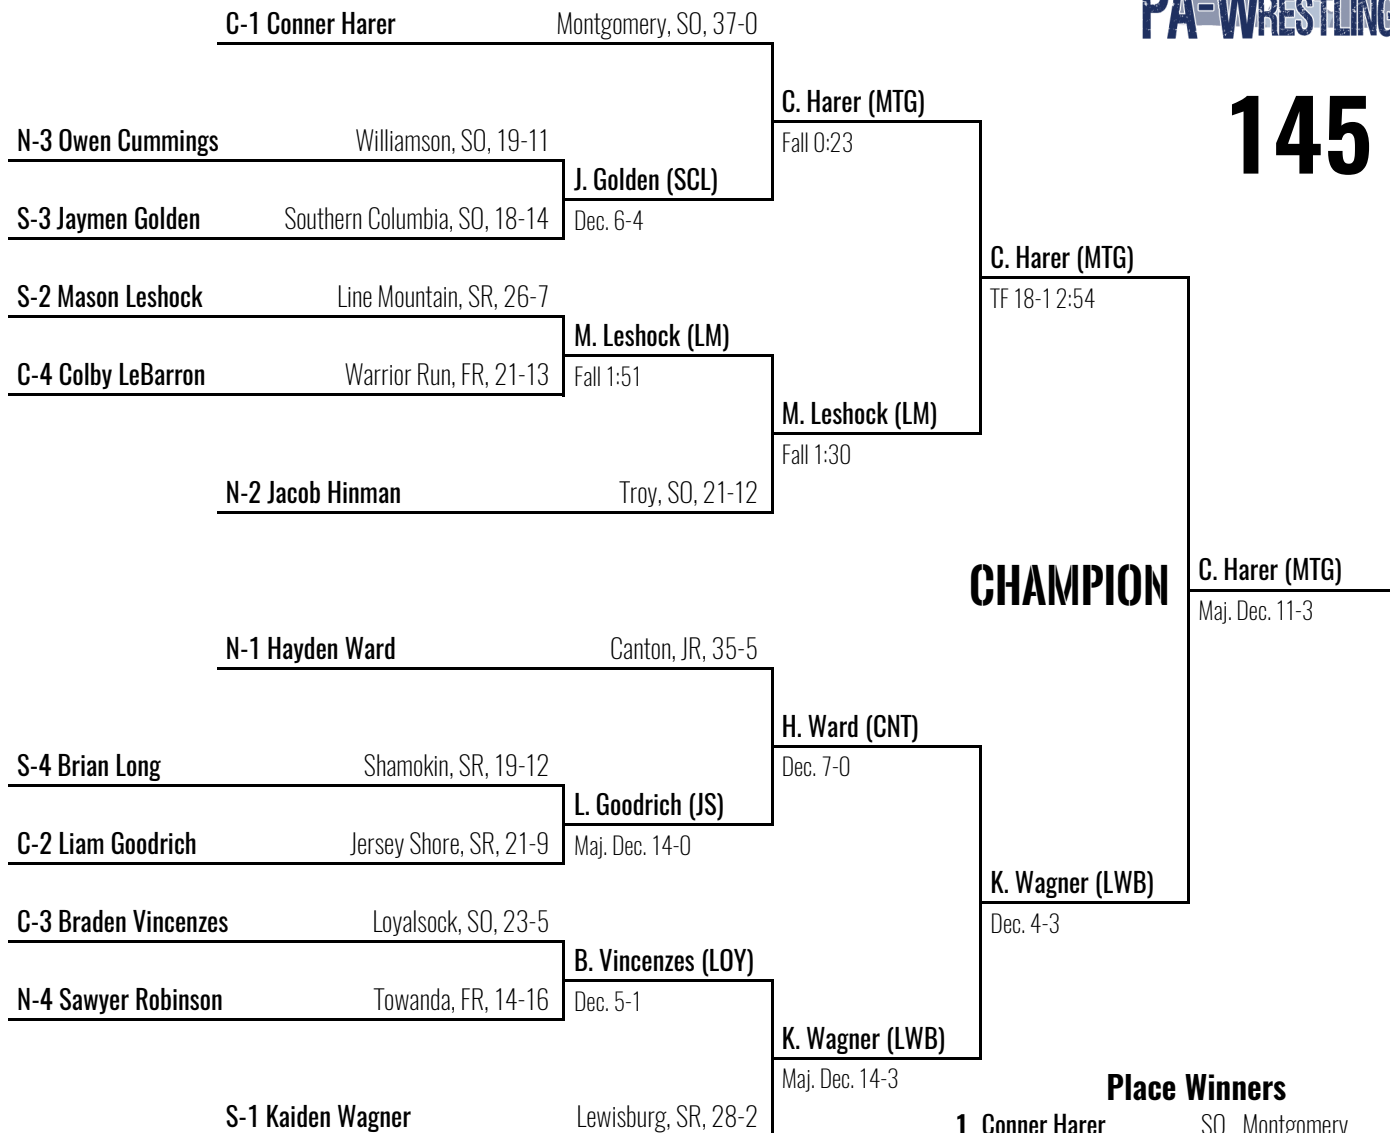 PA-WRESTLING
C-1 Conner Harer Montgomery, SO, 37-0
145
C. Harer (MTG)
Fall 0:23
N-3 Owen Cummings Williamson, SO, 19-11
J. Golden (SCL)
Dec. 6-4
S-3 Jaymen Golden Southern Columbia, SO, 18-14
C. Harer (MTG)
TF 18-1 2:54
S-2 Mason Leshock Line Mountain, SR, 26-7
M. Leshock (LM)
Fall 1:51
C-4 Colby LeBarron Warrior Run, FR, 21-13
M. Leshock (LM)
Fall 1:30
N-2 Jacob Hinman Troy, SO, 21-12
CHAMPION
C. Harer (MTG)
Maj. Dec. 11-3
N-1 Hayden Ward Canton, JR, 35-5
H. Ward (CNT)
Dec. 7-0
S-4 Brian Long Shamokin, SR, 19-12
L. Goodrich (JS)
Maj. Dec. 14-0
C-2 Liam Goodrich Jersey Shore, SR, 21-9
K. Wagner (LWB)
Dec. 4-3
C-3 Braden Vincenzes Loyalsock, SO, 23-5
B. Vincenzes (LOY)
Dec. 5-1
N-4 Sawyer Robinson Towanda, FR, 14-16
K. Wagner (LWB)
Maj. Dec. 14-3
S-1 Kaiden Wagner Lewisburg, SR, 28-2
Place Winners
1 Conner Harer SO Montgomery